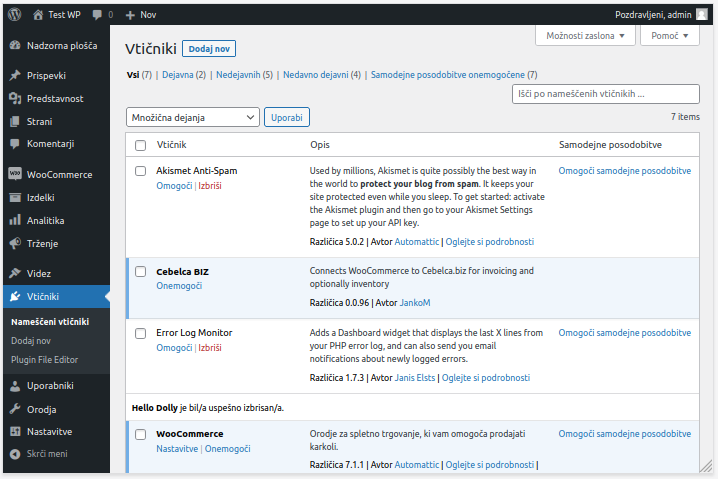 Test WP 0 Nov Pozdravljeni, admin
Nadzorna plošča
Prispevki
Predstavnost
Strani
Komentarji
WooCommerce
Izdelki
Analitika
Trženje
Videz
Vtičniki
Nameščeni vtičniki
Dodaj nov
Plugin File Editor
Uporabniki
Orodja
Nastavitve
Skrči meni
Možnosti zaslona Pomoč
Vtičniki Dodaj nov
Vsi (7) | Dejavna (2) | Nedejavnih (5) | Nedavno dejavni (4) | Samodejne posodobitve onemogočene (7)
Išči po nameščenih vtičnikih ...
Množična dejanja Uporabi 7 items
Vtičnik Opis Samodejne posodobitve
Akismet Anti-Spam
Omogoči | Izbriši
Used by millions, Akismet is quite possibly the best way in
the world to protect your blog from spam. It keeps your
site protected even while you sleep. To get started: activate
the Akismet plugin and then go to your Akismet Settings
page to set up your API key.
Različica 5.0.2 | Avtor Automattic | Oglejte si podrobnosti
Omogoči samodejne posodobitve
Cebelca BIZ
Onemogoči
Connects WooCommerce to Cebelca.biz for invoicing and
optionally inventory
Različica 0.0.96 | Avtor JankoM
Error Log Monitor
Omogoči | Izbriši
Adds a Dashboard widget that displays the last X lines from
your PHP error log, and can also send you email
notifications about newly logged errors.
Različica 1.7.3 | Avtor Janis Elsts | Oglejte si podrobnosti
Omogoči samodejne posodobitve
Hello Dolly je bil/a uspešno izbrisan/a.
WooCommerce
Nastavitve | Onemogoči
Orodje za spletno trgovanje, ki vam omogoča prodajati
karkoli.
Različica 7.1.1 | Avtor Automattic | Oglejte si podrobnosti |
Omogoči samodejne posodobitve